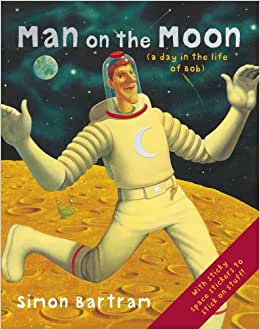 Man on the Moon
(a day in the life
of Bob)
With sticky
space stickers to
stick on stuff!
Simon Bartram